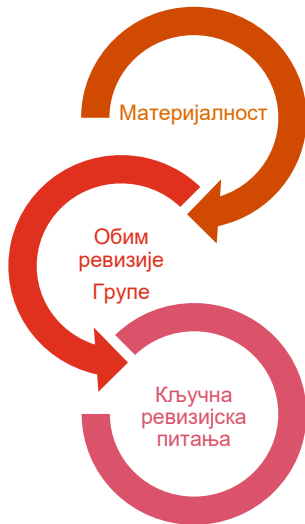 Материјалност
Обим
ревизије
Групе
Кључна
ревизијска
питања